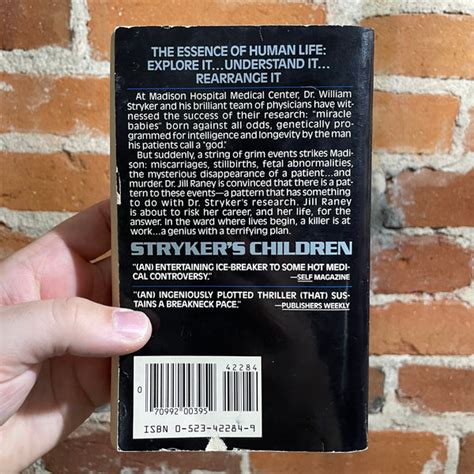 THE ESSENCE OF HUMAN LIFE:
EXPLORE IT...UNDERSTAND IT...
REARRANGE IT
At Madison Hospital Medical Center, Dr. William
Stryker and his brilliant team of physicians have wit-
nessed the success of their research: "miracle
babies" born against all odds, genetically pro-
grammed for intelligence and longevity by the man
his patients call a "god."
But suddenly, a string of grim events strikes Madi-
son: miscarriages, stillbirths, fetal abnormalities,
the mysterious disappearance of a patient...and
murder. Dr. Jill Raney is convinced that there is a pat-
tern to these events—a pattern that has something
to do with Dr. Stryker's research. Jill Raney
is about to risk her career, and her life, for the
answer. In the ward where lives begin, a killer is at
work...a genius with a terrifying plan.
STRYKER'S CHILDREN
"(AN) ENTERTAINING ICE-BREAKER TO SOME HOT MEDI-
CAL CONTROVERSY." —SELF MAGAZINE
"(AN) INGENIOUSLY PLOTTED THRILLER (THAT) SUS-
TAINS A BREAKNECK PACE." —PUBLISHERS WEEKLY
42284
0
70992 00395
ISBN 0-523-42284-9